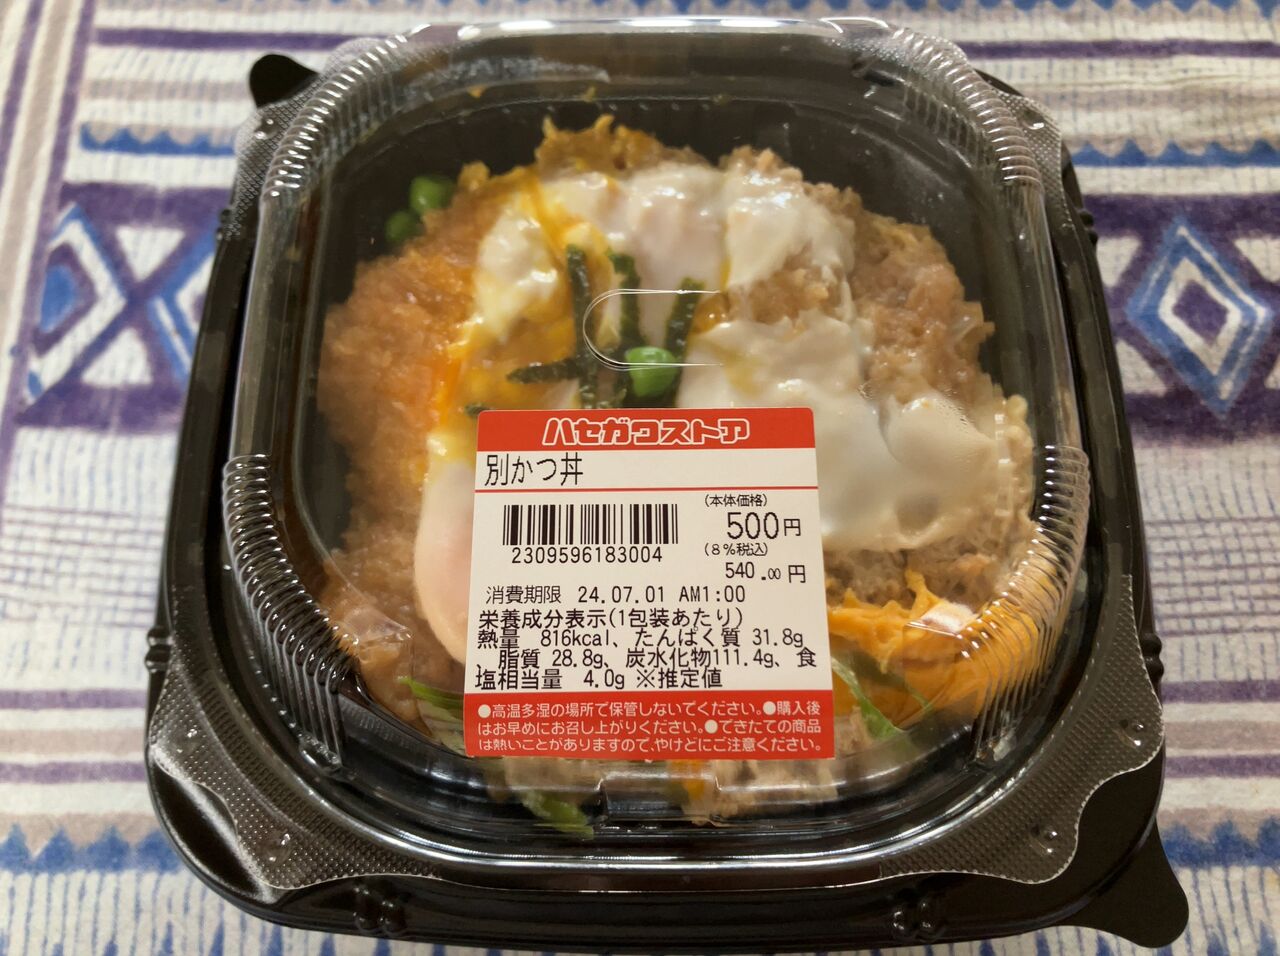 ハセガワストア
別かつ丼
(本体価格)
500円
(8%税込)
540.00円
2309596183004
消費期限 24.07.01 AM1:00
栄養成分表示(1包装あたり)
熱量 816kcal、たんぱく質 31.8g
、脂質 28.8g、炭水化物111.4g、食
塩相当量 4.0g ※推定値
●高温多湿の場所で保管しないでください。●購入後
はお早めにお召し上がりください。●できたての商品
は熱いことがありますので、やけどにご注意ください。